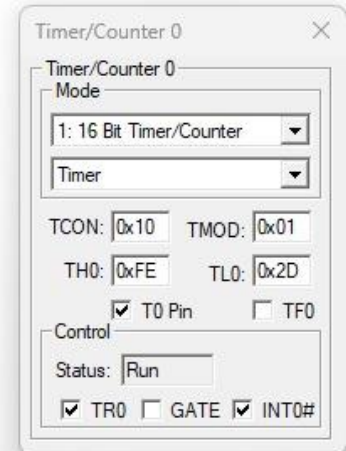 Timer/Counter 0
Timer/Counter 0
Mode
1: 16 Bit Timer/Counter
Timer
TCON: 0x10 TMOD: 0x01
TH0: 0xFE TL0: 0x2D
T0 Pin TF0
Control
Status: Run
TR0 GATE INT0#